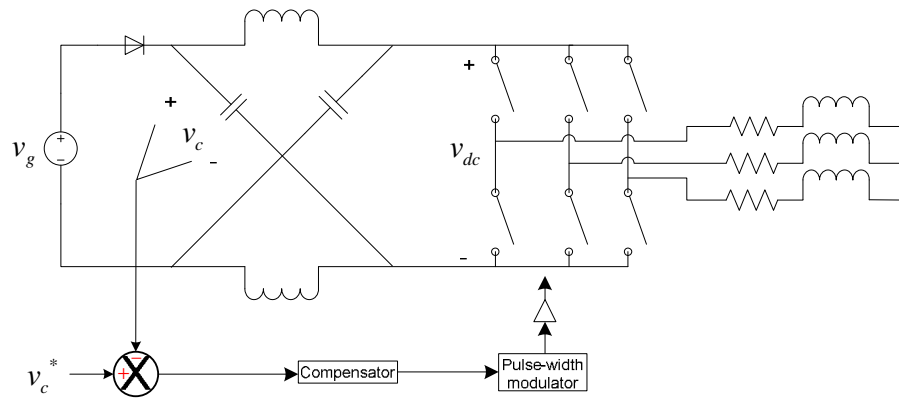 +
v_c
-
v_g
+
-
+
v_dc
-
v_c*
+
-
Compensator
Pulse-width
modulator